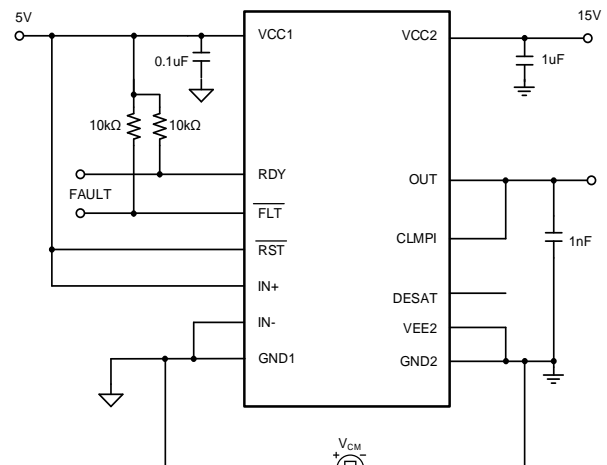 5V
15V
VCC1
VCC2
0.1uF
1uF
10kΩ
10kΩ
RDY
OUT
FAULT
FLT
CLMPI
1nF
RST
IN+
DESAT
IN-
VEE2
GND1
GND2
VCM
+
-